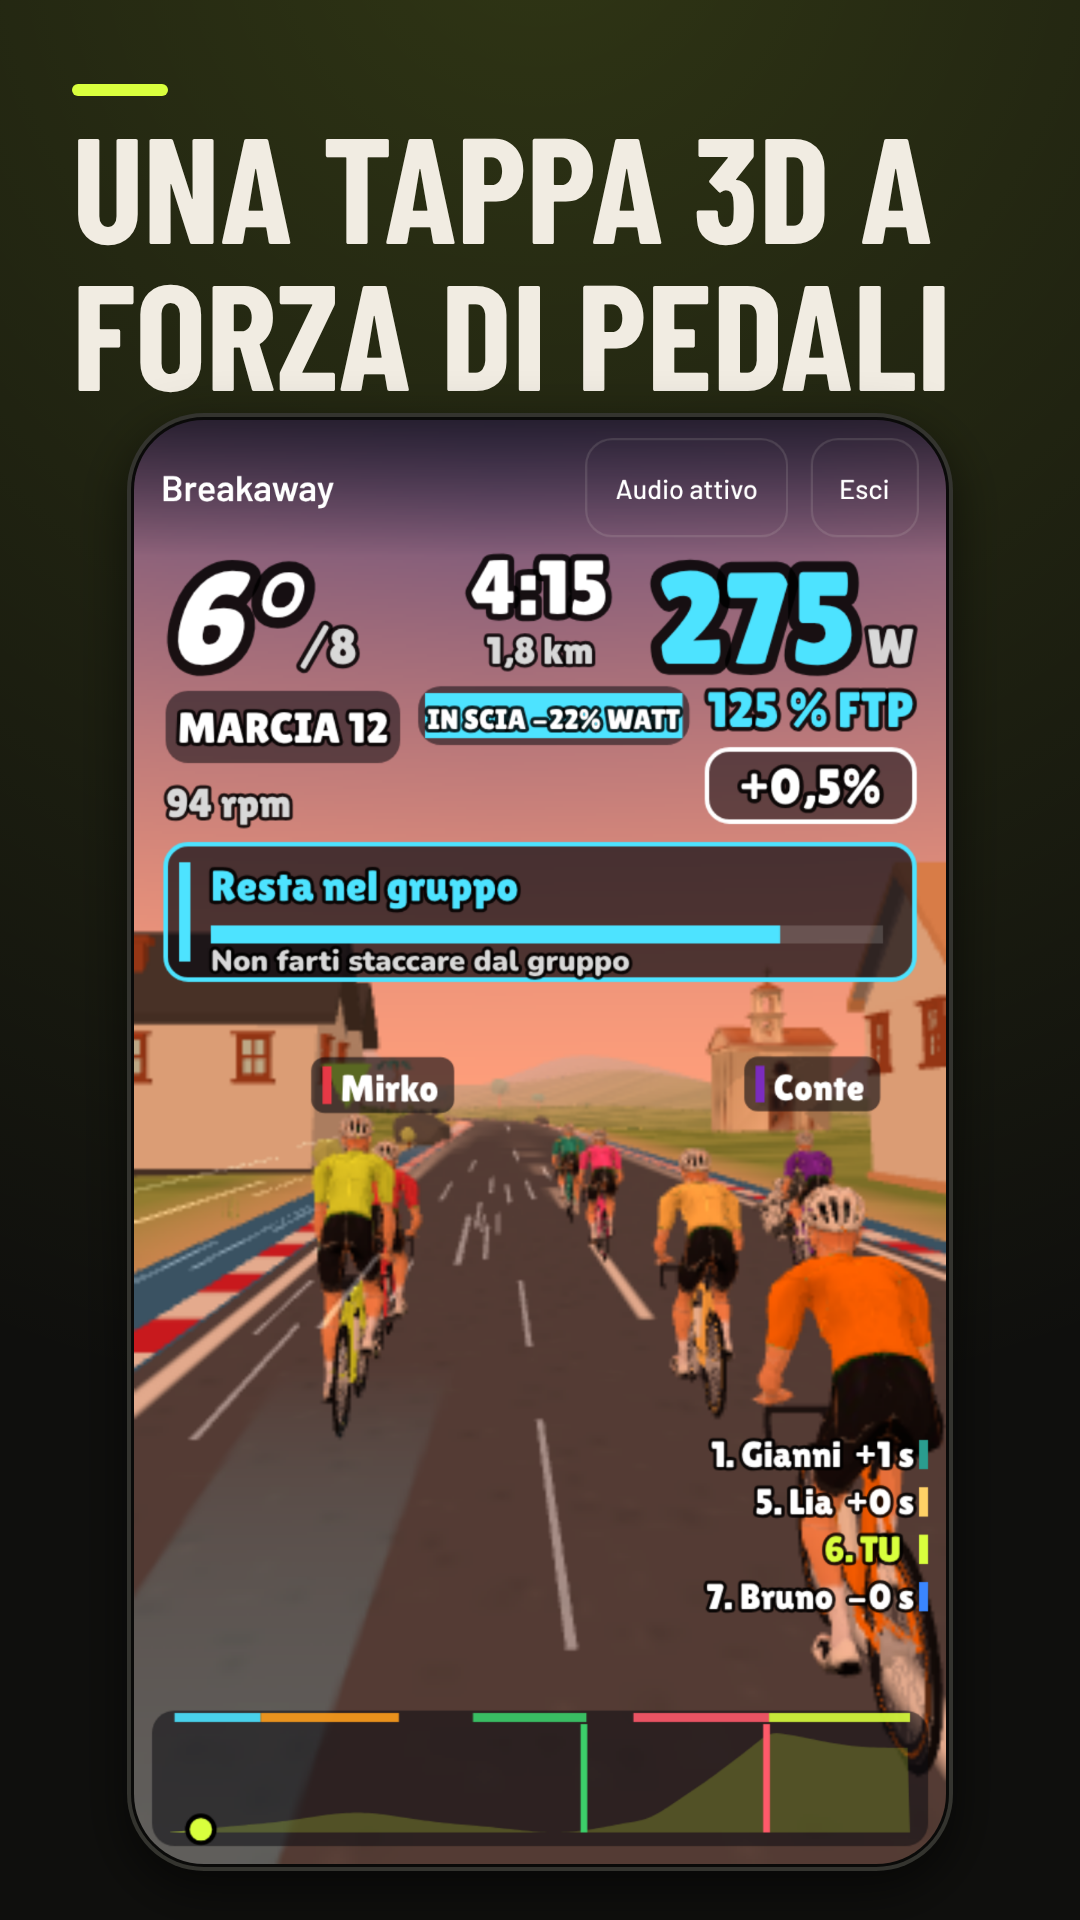 UNA TAPPA 3D A
FORZA DI PEDALI
Breakaway
Audio attivo
Esci
6º/8
4:15
275 W
1,8 km
MARCIA 12
IN SCIA −22% WATT
125 % FTP
+0,5%
94 rpm
Resta nel gruppo
Non farti staccare dal gruppo
Mirko
Conte
1. Gianni +1 s
5. Lia +0 s
6. TU
7. Bruno −0 s